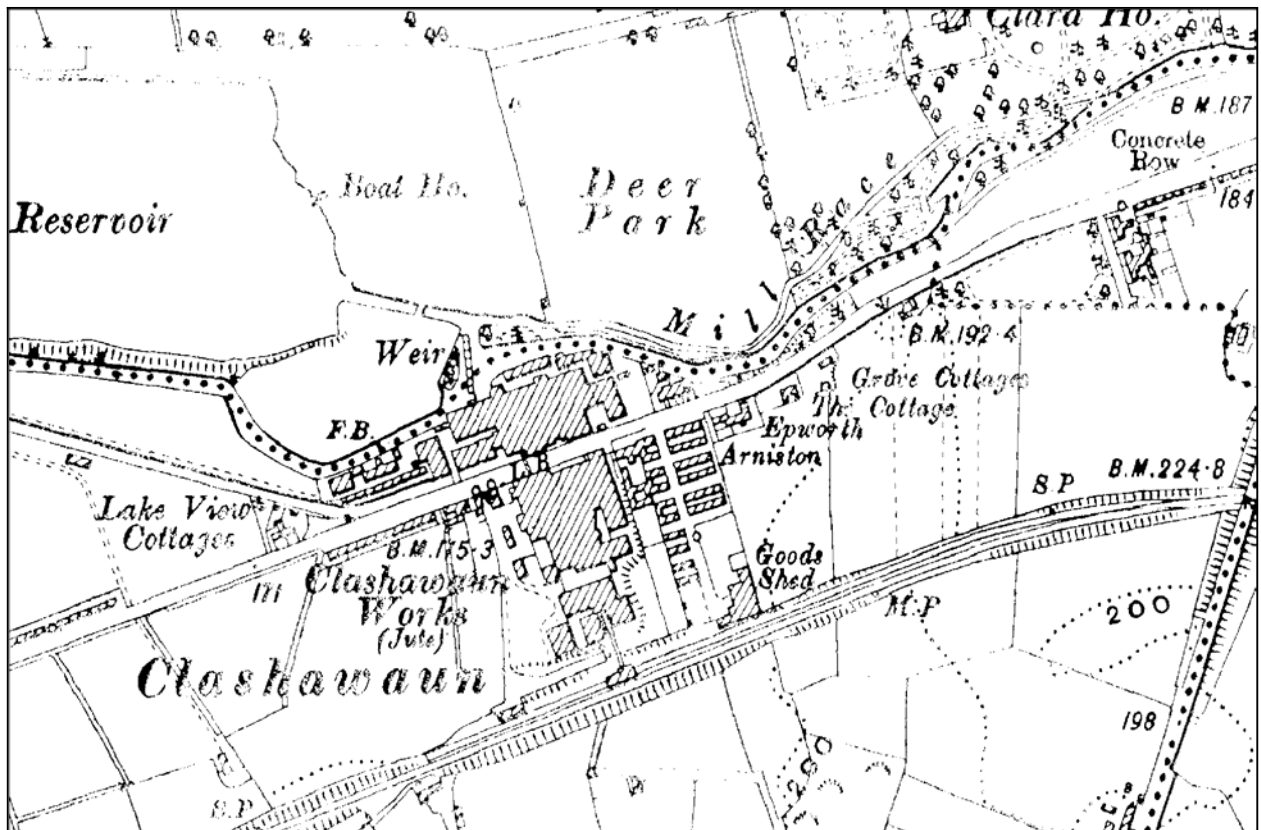 Clara Ho.
B.M.187
Concrete
Row
184
Boat Ho.
Deer
Park
Reservoir
Mill Race
Weir
B.M.192·4
Grove Cottages
The Cottage
F.B.
Epworth
Arniston
B.M.224·8
S.P
Lake View
Cottages
B.M.175·3
Goods
Shed
171
Clashawaun
Works
(Jute)
M.P
200
Clashawaun
198
200
S.P